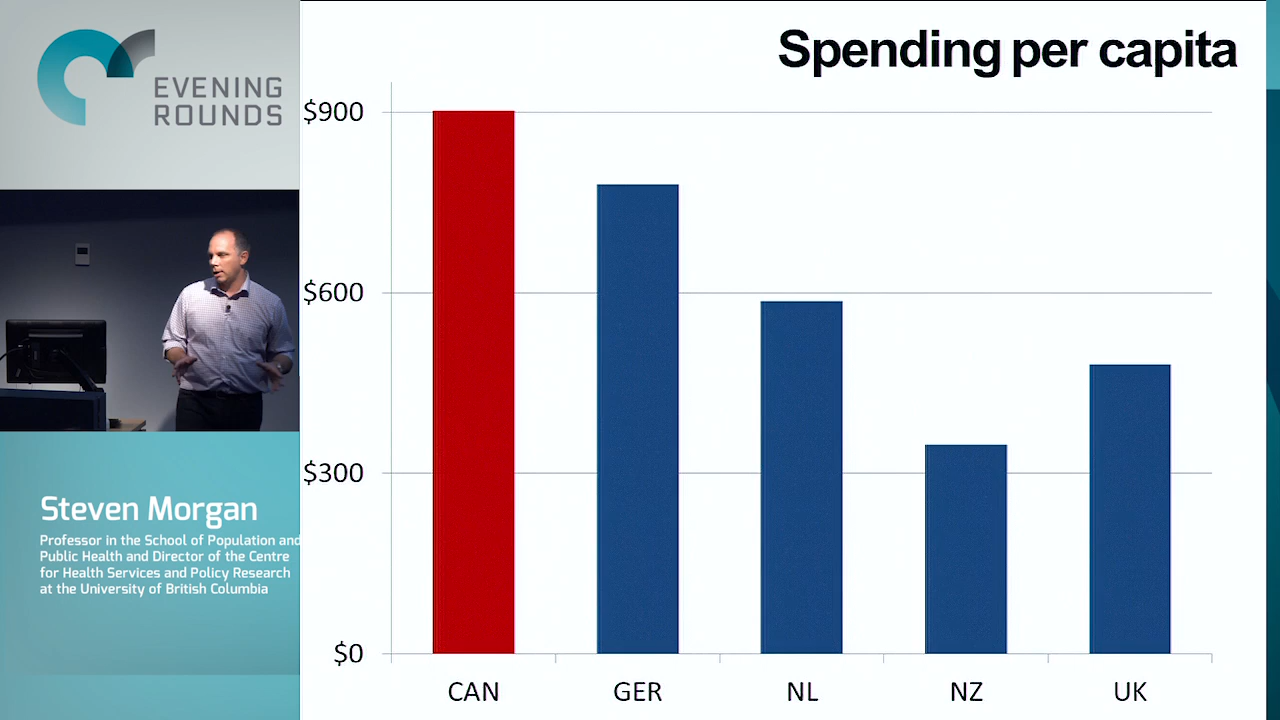 EVENING
ROUNDS
Steven Morgan
Professor in the School of Population and
Public Health and Director of the Centre
for Health Services and Policy Research
at the University of British Columbia
Spending per capita
$900
$600
$300
$0
CAN GER NL NZ UK